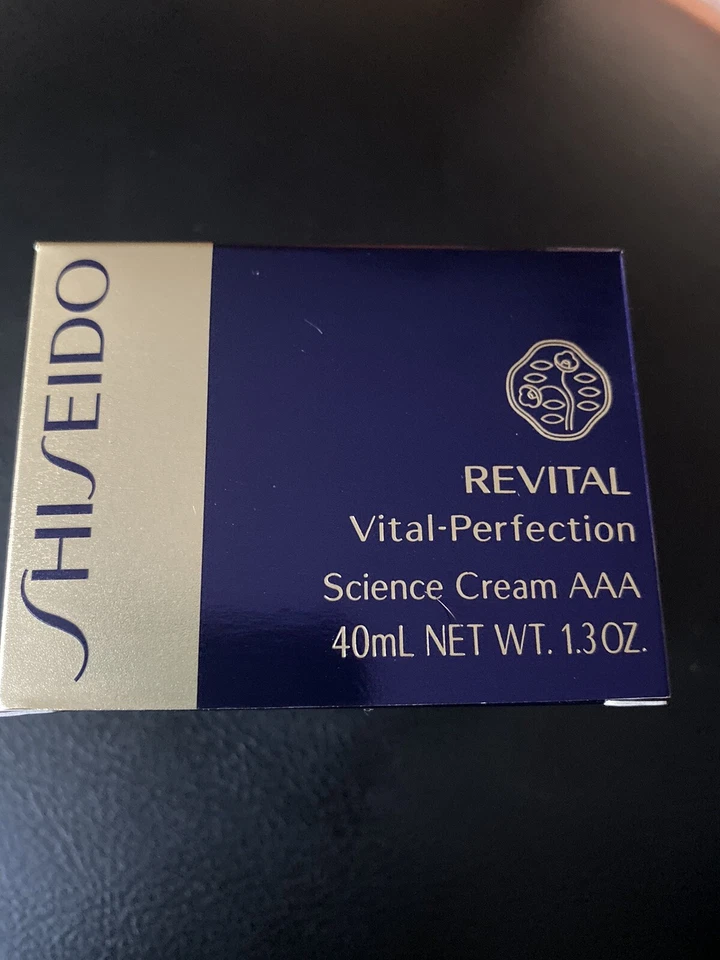 SHISEIDO
REVITAL
Vital-Perfection
Science Cream AAA
40mL NET WT. 1.3OZ.